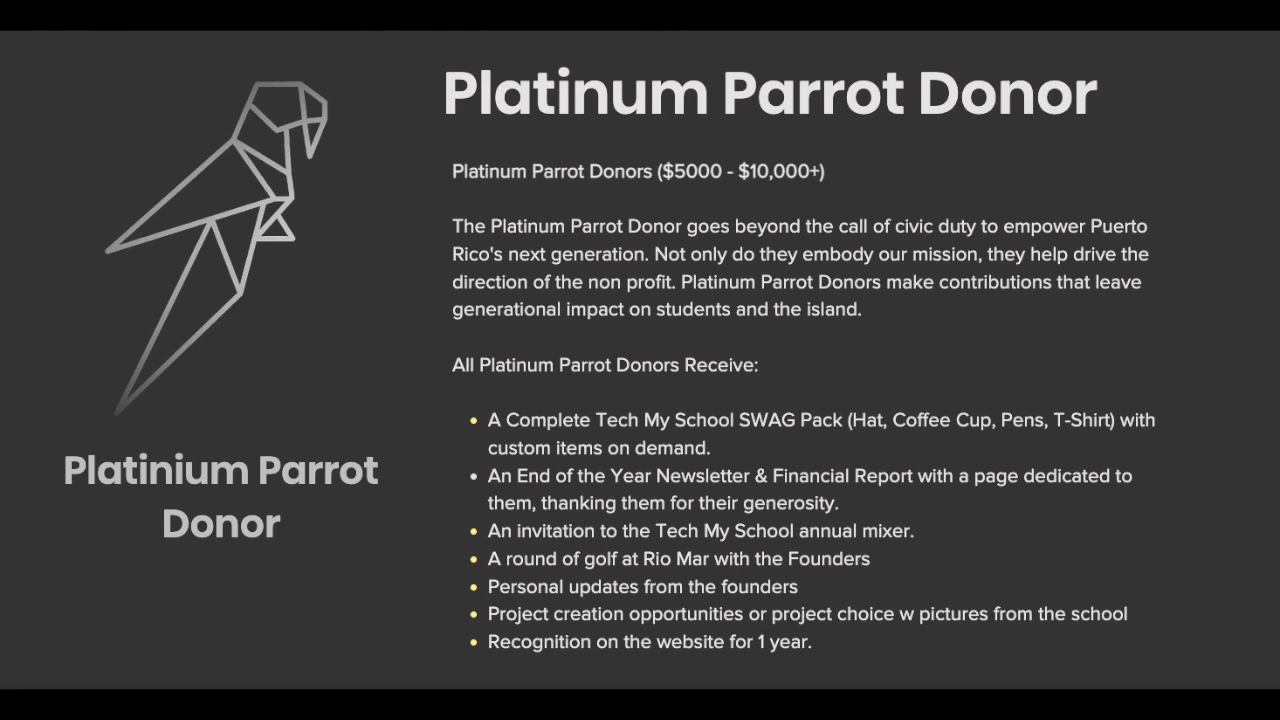 Platinum Parrot Donor
Platinum Parrot Donors ($5000 - $10,000+)
The Platinum Parrot Donor goes beyond the call of civic duty to empower Puerto
Rico's next generation. Not only do they embody our mission, they help drive the
direction of the non profit. Platinum Parrot Donors make contributions that leave
generational impact on students and the island.
All Platinum Parrot Donors Receive:
• A Complete Tech My School SWAG Pack (Hat, Coffee Cup, Pens, T-Shirt) with
custom items on demand.
• An End of the Year Newsletter & Financial Report with a page dedicated to
them, thanking them for their generosity.
• An invitation to the Tech My School annual mixer.
• A round of golf at Rio Mar with the Founders
• Personal updates from the founders
• Project creation opportunities or project choice w pictures from the school
• Recognition on the website for 1 year.
Platinium Parrot
Donor